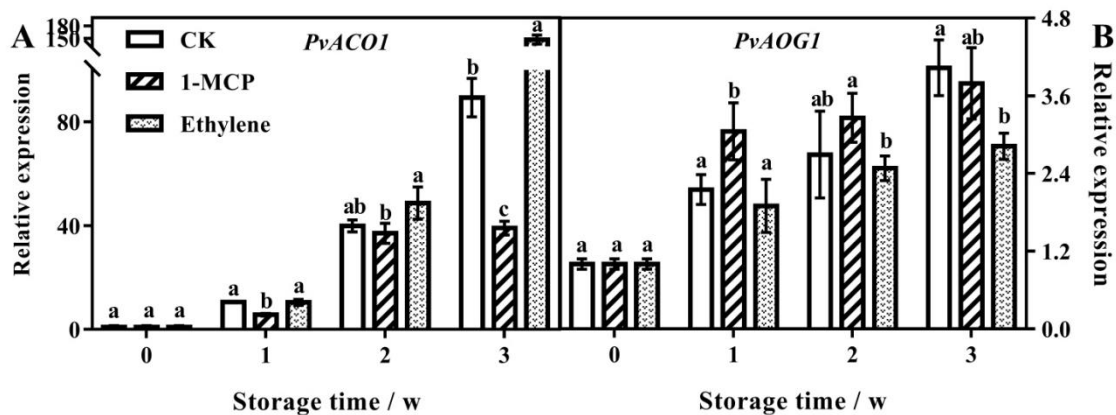 A
B
PvACO1
PvAOG1
CK
1-MCP
Ethylene
Relative expression
180
150
80
40
0
a a a
a b a
ab b a
b c a
0 1 2 3
Storage time / w
a a a
a b a
ab a b
a ab b
0 1 2 3
Storage time / w
4.8
3.6
2.4
1.2
0.0
Relative expression